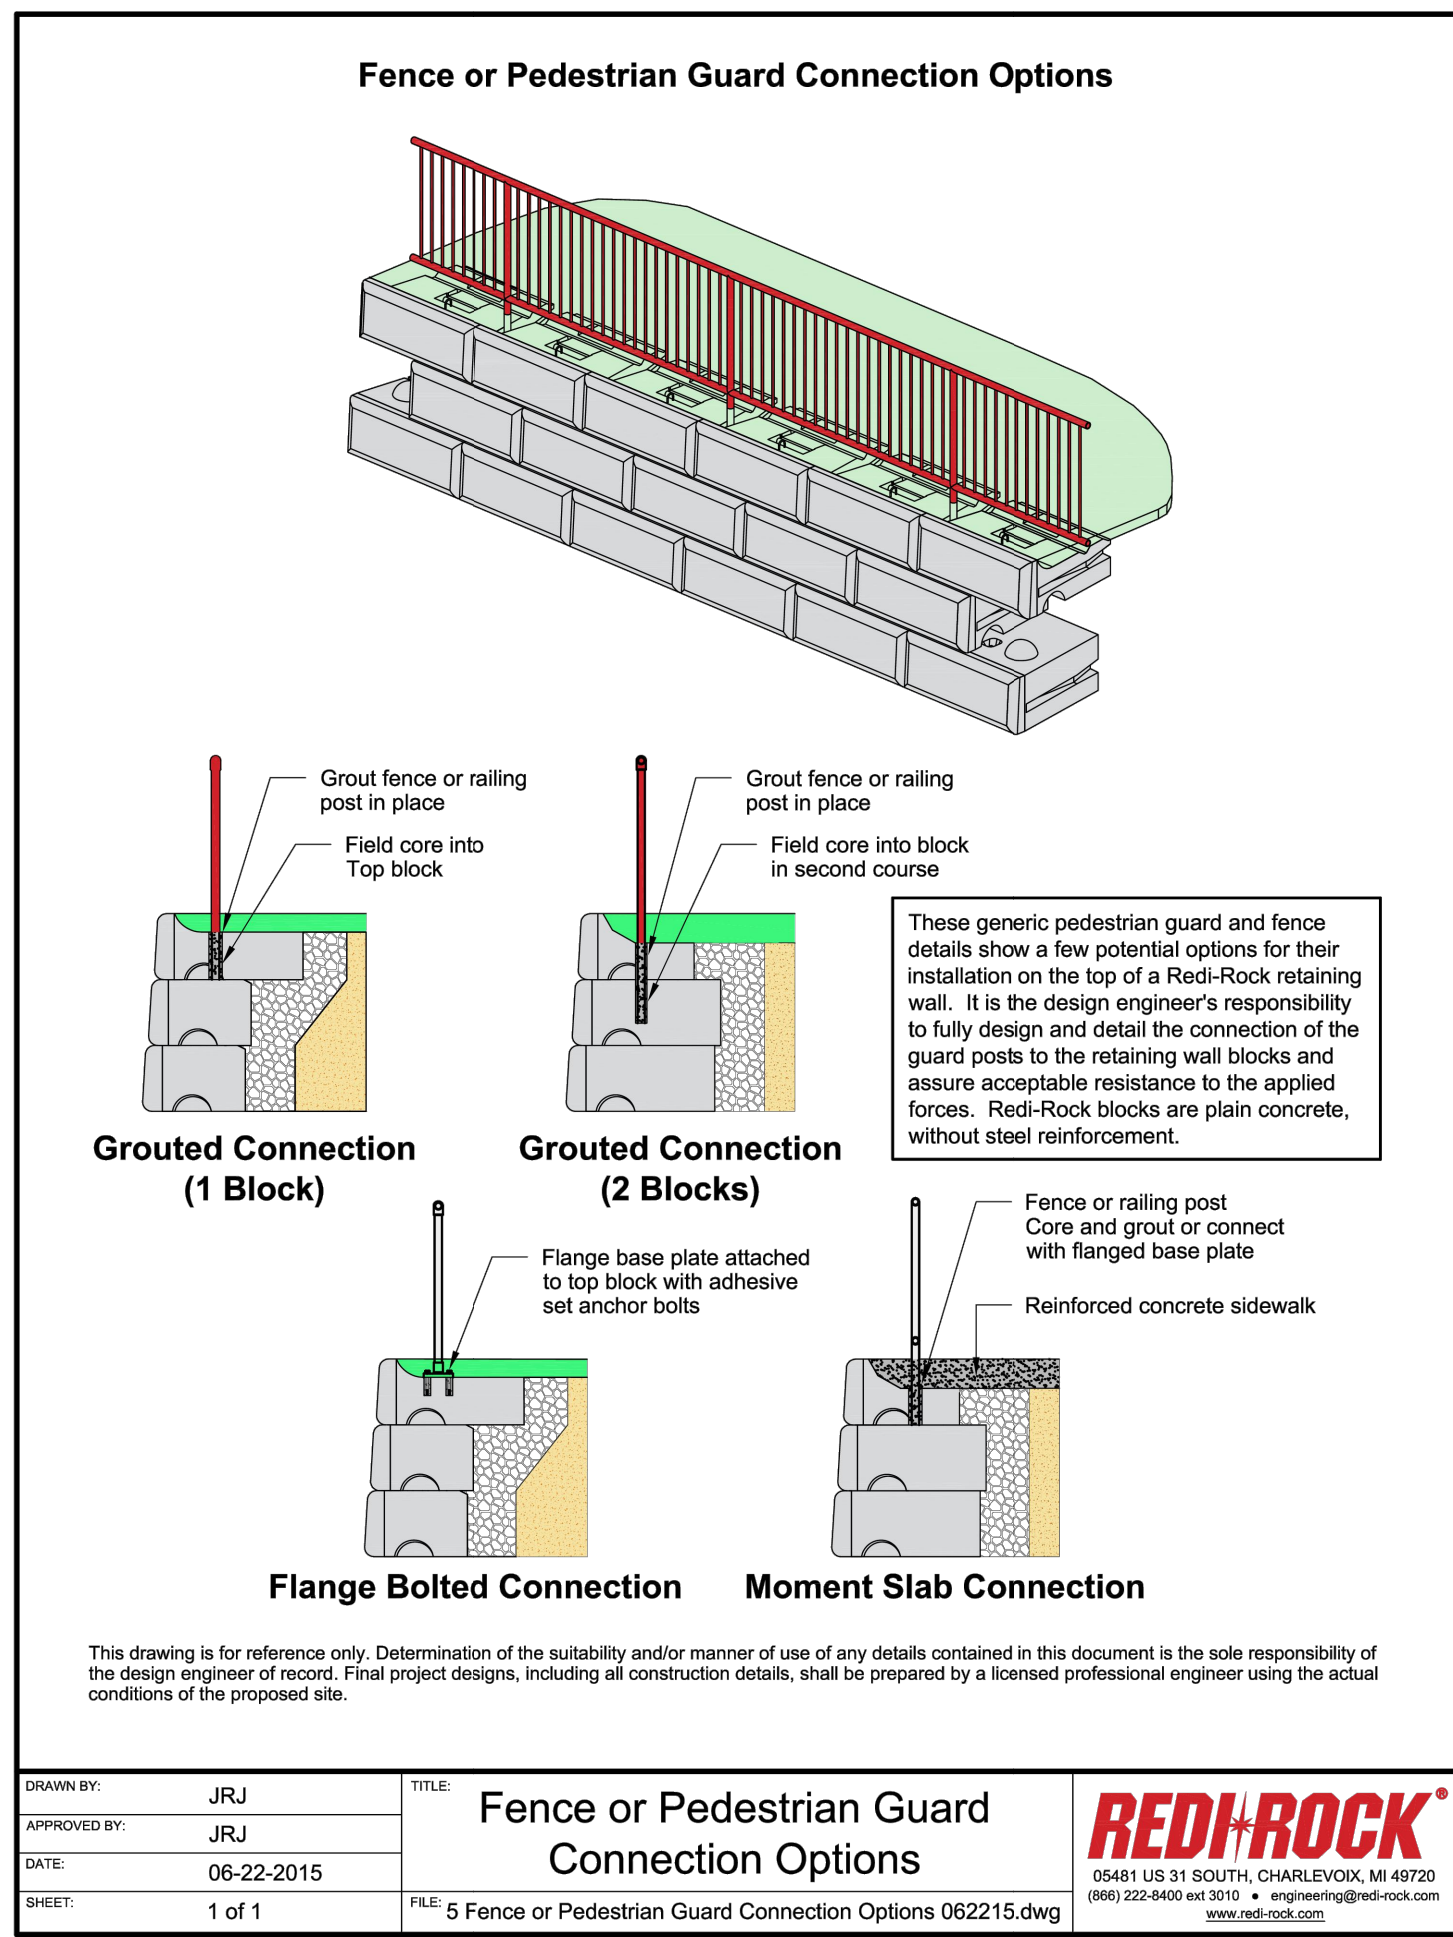 Fence or Pedestrian Guard Connection Options
Grout fence or railing
post in place
Field core into
Top block
Grout fence or railing
post in place
Field core into block
in second course
These generic pedestrian guard and fence
details show a few potential options for their
installation on the top of a Redi-Rock retaining
wall.  It is the design engineer's responsibility
to fully design and detail the connection of the
guard posts to the retaining wall blocks and
assure acceptable resistance to the applied
forces.  Redi-Rock blocks are plain concrete,
without steel reinforcement.
Grouted Connection
(1 Block)
Grouted Connection
(2 Blocks)
Flange base plate attached
to top block with adhesive
set anchor bolts
Fence or railing post
Core and grout or connect
with flanged base plate
Reinforced concrete sidewalk
Flange Bolted Connection
Moment Slab Connection
This drawing is for reference only. Determination of the suitability and/or manner of use of any details contained in this document is the sole responsibility of
the design engineer of record. Final project designs, including all construction details, shall be prepared by a licensed professional engineer using the actual
conditions of the proposed site.
DRAWN BY: JRJ
APPROVED BY: JRJ
DATE: 06-22-2015
SHEET: 1 of 1
TITLE: Fence or Pedestrian Guard
Connection Options
FILE: 5 Fence or Pedestrian Guard Connection Options 062215.dwg
REDI-ROCK®
05481 US 31 SOUTH, CHARLEVOIX, MI 49720
(866) 222-8400 ext 3010 • engineering@redi-rock.com
www.redi-rock.com